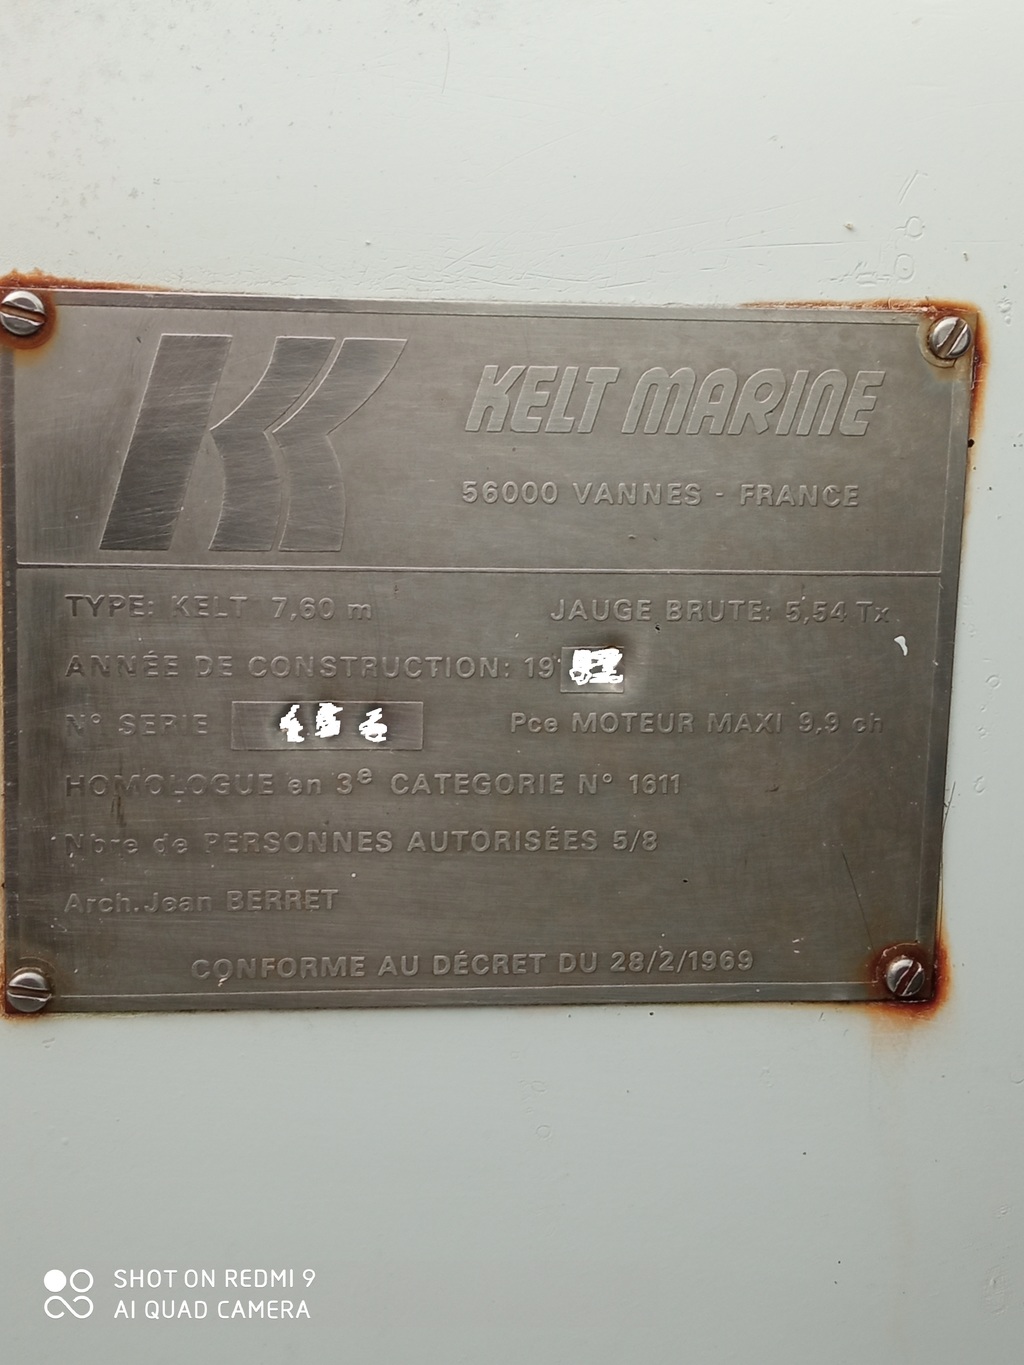 KELT MARINE
56000 VANNES - FRANCE
TYPE: KELT 7,60 m JAUGE BRUTE: 5,54 Tx
ANNÉE DE CONSTRUCTION: 19
N° SERIE Pce MOTEUR MAXI 9,9 ch
HOMOLOGUE en 3e CATEGORIE N° 1611
Nbre de PERSONNES AUTORISÉES 5/8
Arch. Jean BERRET
CONFORME AU DÉCRET DU 28/2/1969
SHOT ON REDMI 9
AI QUAD CAMERA